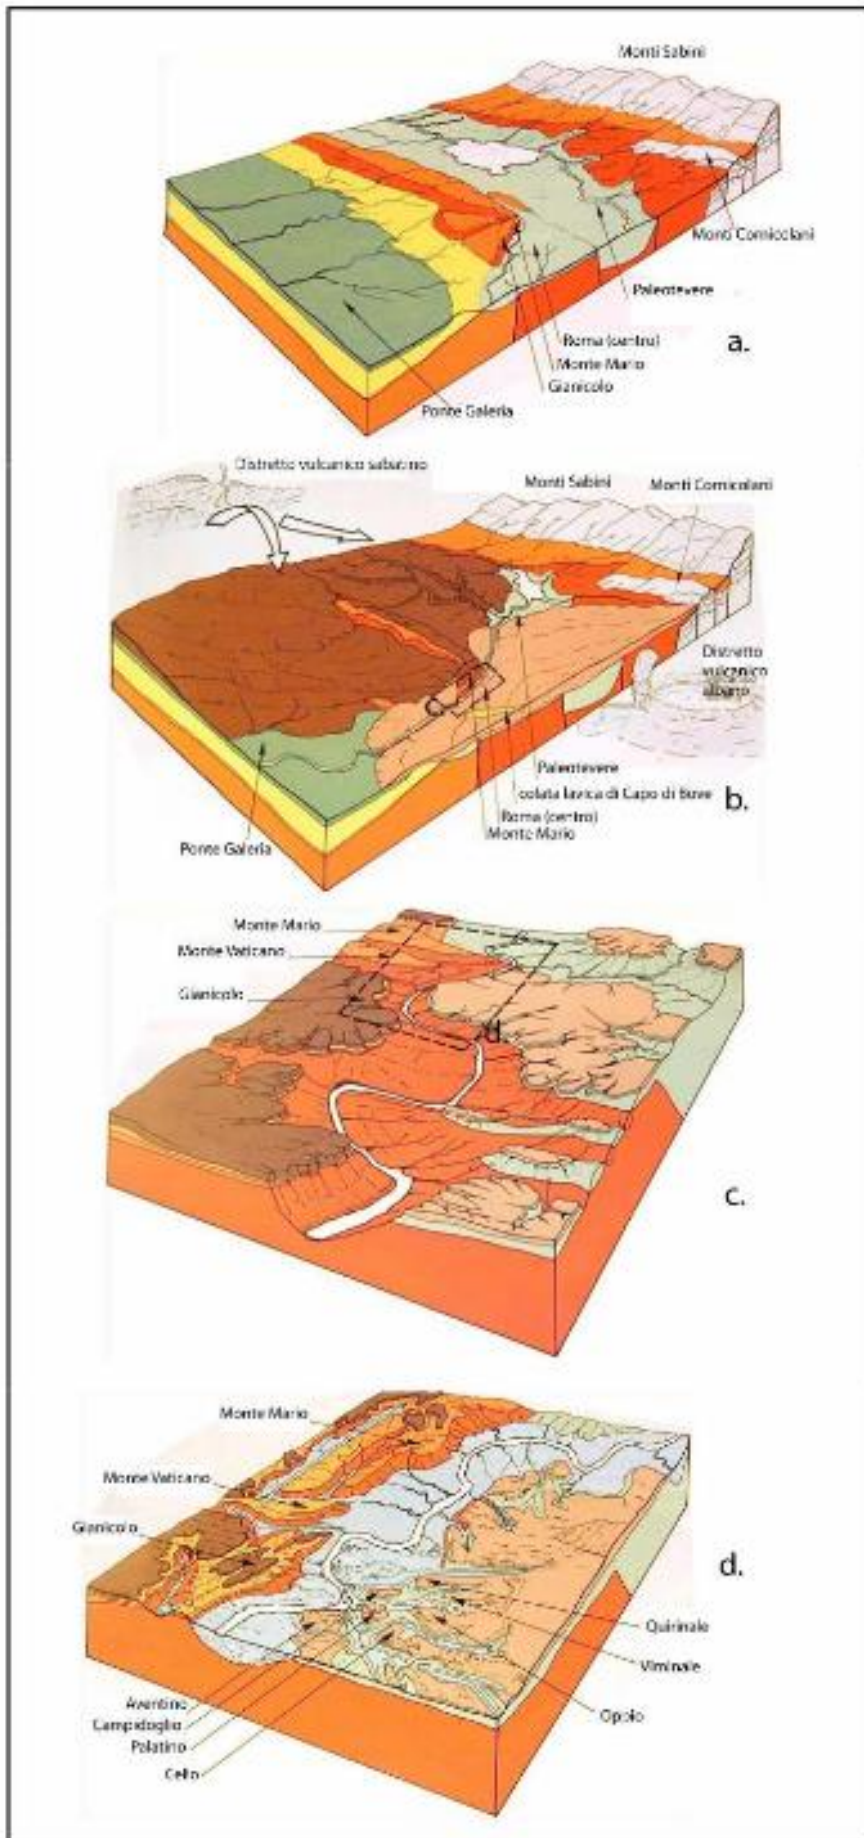 Monti Sabini
Monti Cornicolani
Paleotevere
Roma (centro)
a.
Monte Mario
Gianicolo
Ponte Galeria
Distretto vulcanico sabatino
Monti Sabini
Monti Cornicolani
Distretto
vulcanico
albano
Paleotevere
colata lavica di Capo di Bove
b.
Roma (centro)
Monte Mario
Ponte Galeria
Monte Mario
Monte Vaticano
Gianicolo
d
c.
Monte Mario
Monte Vaticano
Gianicolo
d.
Quirinale
Viminale
Oppio
Aventino
Campidoglio
Palatino
Celio